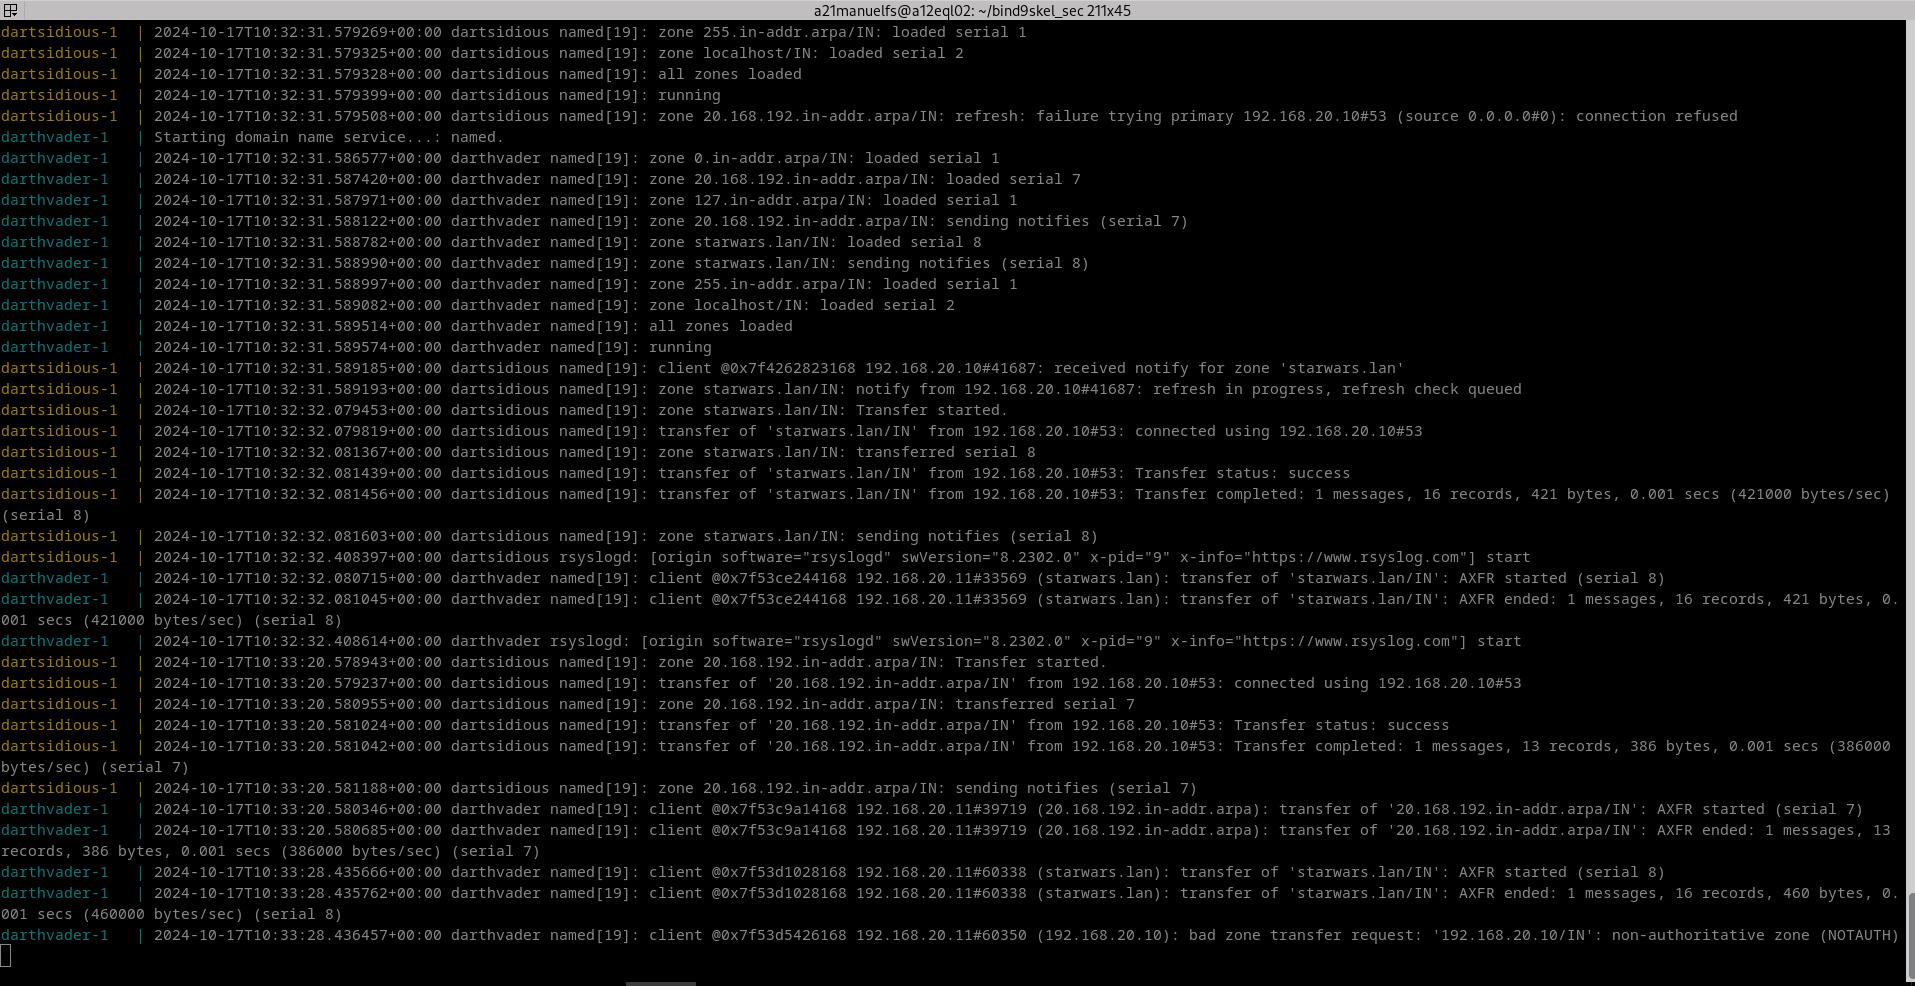 a21manuelfs@a12eql02: ~/bind9skel_sec 211x45
dartsidious-1  | 2024-10-17T10:32:31.579269+00:00 dartsidious named[19]: zone 255.in-addr.arpa/IN: loaded serial 1
dartsidious-1  | 2024-10-17T10:32:31.579325+00:00 dartsidious named[19]: zone localhost/IN: loaded serial 2
dartsidious-1  | 2024-10-17T10:32:31.579328+00:00 dartsidious named[19]: all zones loaded
dartsidious-1  | 2024-10-17T10:32:31.579399+00:00 dartsidious named[19]: running
dartsidious-1  | 2024-10-17T10:32:31.579508+00:00 dartsidious named[19]: zone 20.168.192.in-addr.arpa/IN: refresh: failure trying primary 192.168.20.10#53 (source 0.0.0.0#0): connection refused
darthvader-1   | Starting domain name service...: named.
darthvader-1   | 2024-10-17T10:32:31.586577+00:00 darthvader named[19]: zone 0.in-addr.arpa/IN: loaded serial 1
darthvader-1   | 2024-10-17T10:32:31.587420+00:00 darthvader named[19]: zone 20.168.192.in-addr.arpa/IN: loaded serial 7
darthvader-1   | 2024-10-17T10:32:31.587971+00:00 darthvader named[19]: zone 127.in-addr.arpa/IN: loaded serial 1
darthvader-1   | 2024-10-17T10:32:31.588122+00:00 darthvader named[19]: zone 20.168.192.in-addr.arpa/IN: sending notifies (serial 7)
darthvader-1   | 2024-10-17T10:32:31.588782+00:00 darthvader named[19]: zone starwars.lan/IN: loaded serial 8
darthvader-1   | 2024-10-17T10:32:31.588990+00:00 darthvader named[19]: zone starwars.lan/IN: sending notifies (serial 8)
darthvader-1   | 2024-10-17T10:32:31.588997+00:00 darthvader named[19]: zone 255.in-addr.arpa/IN: loaded serial 1
darthvader-1   | 2024-10-17T10:32:31.589082+00:00 darthvader named[19]: zone localhost/IN: loaded serial 2
darthvader-1   | 2024-10-17T10:32:31.589514+00:00 darthvader named[19]: all zones loaded
darthvader-1   | 2024-10-17T10:32:31.589574+00:00 darthvader named[19]: running
dartsidious-1  | 2024-10-17T10:32:31.589185+00:00 dartsidious named[19]: client @0x7f4262823168 192.168.20.10#41687: received notify for zone 'starwars.lan'
dartsidious-1  | 2024-10-17T10:32:31.589193+00:00 dartsidious named[19]: zone starwars.lan/IN: notify from 192.168.20.10#41687: refresh in progress, refresh check queued
dartsidious-1  | 2024-10-17T10:32:32.079453+00:00 dartsidious named[19]: zone starwars.lan/IN: Transfer started.
dartsidious-1  | 2024-10-17T10:32:32.079819+00:00 dartsidious named[19]: transfer of 'starwars.lan/IN' from 192.168.20.10#53: connected using 192.168.20.10#53
dartsidious-1  | 2024-10-17T10:32:32.081367+00:00 dartsidious named[19]: zone starwars.lan/IN: transferred serial 8
dartsidious-1  | 2024-10-17T10:32:32.081439+00:00 dartsidious named[19]: transfer of 'starwars.lan/IN' from 192.168.20.10#53: Transfer status: success
dartsidious-1  | 2024-10-17T10:32:32.081456+00:00 dartsidious named[19]: transfer of 'starwars.lan/IN' from 192.168.20.10#53: Transfer completed: 1 messages, 16 records, 421 bytes, 0.001 secs (421000 bytes/sec)
(serial 8)
dartsidious-1  | 2024-10-17T10:32:32.081603+00:00 dartsidious named[19]: zone starwars.lan/IN: sending notifies (serial 8)
dartsidious-1  | 2024-10-17T10:32:32.408397+00:00 dartsidious rsyslogd: [origin software="rsyslogd" swVersion="8.2302.0" x-pid="9" x-info="https://www.rsyslog.com"] start
darthvader-1   | 2024-10-17T10:32:32.080715+00:00 darthvader named[19]: client @0x7f53ce244168 192.168.20.11#33569 (starwars.lan): transfer of 'starwars.lan/IN': AXFR started (serial 8)
darthvader-1   | 2024-10-17T10:32:32.081045+00:00 darthvader named[19]: client @0x7f53ce244168 192.168.20.11#33569 (starwars.lan): transfer of 'starwars.lan/IN': AXFR ended: 1 messages, 16 records, 421 bytes, 0.
001 secs (421000 bytes/sec) (serial 8)
darthvader-1   | 2024-10-17T10:32:32.408614+00:00 darthvader rsyslogd: [origin software="rsyslogd" swVersion="8.2302.0" x-pid="9" x-info="https://www.rsyslog.com"] start
dartsidious-1  | 2024-10-17T10:33:20.578943+00:00 dartsidious named[19]: zone 20.168.192.in-addr.arpa/IN: Transfer started.
dartsidious-1  | 2024-10-17T10:33:20.579237+00:00 dartsidious named[19]: transfer of '20.168.192.in-addr.arpa/IN' from 192.168.20.10#53: connected using 192.168.20.10#53
dartsidious-1  | 2024-10-17T10:33:20.580955+00:00 dartsidious named[19]: zone 20.168.192.in-addr.arpa/IN: transferred serial 7
dartsidious-1  | 2024-10-17T10:33:20.581024+00:00 dartsidious named[19]: transfer of '20.168.192.in-addr.arpa/IN' from 192.168.20.10#53: Transfer status: success
dartsidious-1  | 2024-10-17T10:33:20.581042+00:00 dartsidious named[19]: transfer of '20.168.192.in-addr.arpa/IN' from 192.168.20.10#53: Transfer completed: 1 messages, 13 records, 386 bytes, 0.001 secs (386000
bytes/sec) (serial 7)
dartsidious-1  | 2024-10-17T10:33:20.581188+00:00 dartsidious named[19]: zone 20.168.192.in-addr.arpa/IN: sending notifies (serial 7)
darthvader-1   | 2024-10-17T10:33:20.580346+00:00 darthvader named[19]: client @0x7f53c9a14168 192.168.20.11#39719 (20.168.192.in-addr.arpa): transfer of '20.168.192.in-addr.arpa/IN': AXFR started (serial 7)
darthvader-1   | 2024-10-17T10:33:20.580685+00:00 darthvader named[19]: client @0x7f53c9a14168 192.168.20.11#39719 (20.168.192.in-addr.arpa): transfer of '20.168.192.in-addr.arpa/IN': AXFR ended: 1 messages, 13
records, 386 bytes, 0.001 secs (386000 bytes/sec) (serial 7)
darthvader-1   | 2024-10-17T10:33:28.435666+00:00 darthvader named[19]: client @0x7f53d1028168 192.168.20.11#60338 (starwars.lan): transfer of 'starwars.lan/IN': AXFR started (serial 8)
darthvader-1   | 2024-10-17T10:33:28.435762+00:00 darthvader named[19]: client @0x7f53d1028168 192.168.20.11#60338 (starwars.lan): transfer of 'starwars.lan/IN': AXFR ended: 1 messages, 16 records, 460 bytes, 0.
001 secs (460000 bytes/sec) (serial 8)
darthvader-1   | 2024-10-17T10:33:28.436457+00:00 darthvader named[19]: client @0x7f53d5426168 192.168.20.11#60350 (192.168.20.10): bad zone transfer request: '192.168.20.10/IN': non-authoritative zone (NOTAUTH)